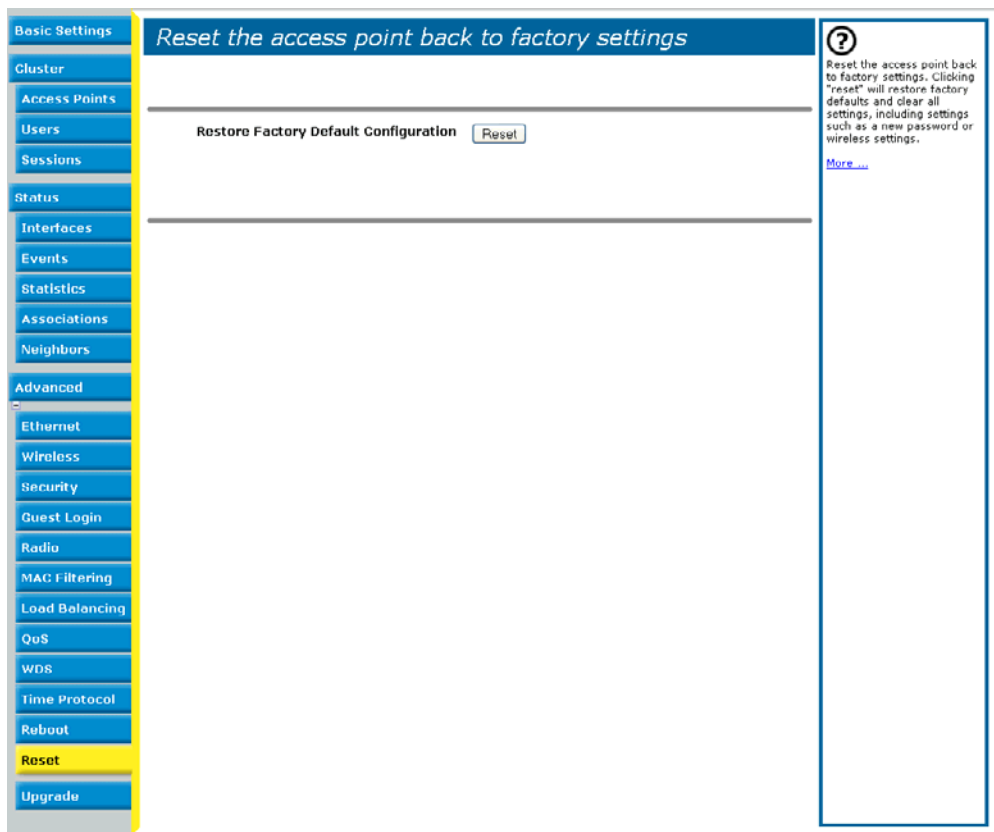 Basic Settings
Cluster
Access Points
Users
Sessions
Status
Interfaces
Events
Statistics
Associations
Neighbors
Advanced
Ethernet
Wireless
Security
Guest Login
Radio
MAC Filtering
Load Balancing
QoS
WDS
Time Protocol
Reboot
Reset
Upgrade
Reset the access point back to factory settings
Restore Factory Default Configuration Reset
?
Reset the access point back
to factory settings. Clicking
"reset" will restore factory
defaults and clear all
settings, including settings
such as a new password or
wireless settings.
More ...